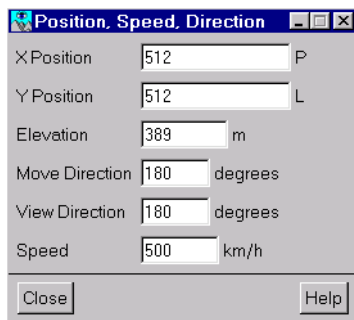 Position, Speed, Direction
X Position 512 P
Y Position 512 L
Elevation 389 m
Move Direction 180 degrees
View Direction 180 degrees
Speed 500 km/h
Close Help